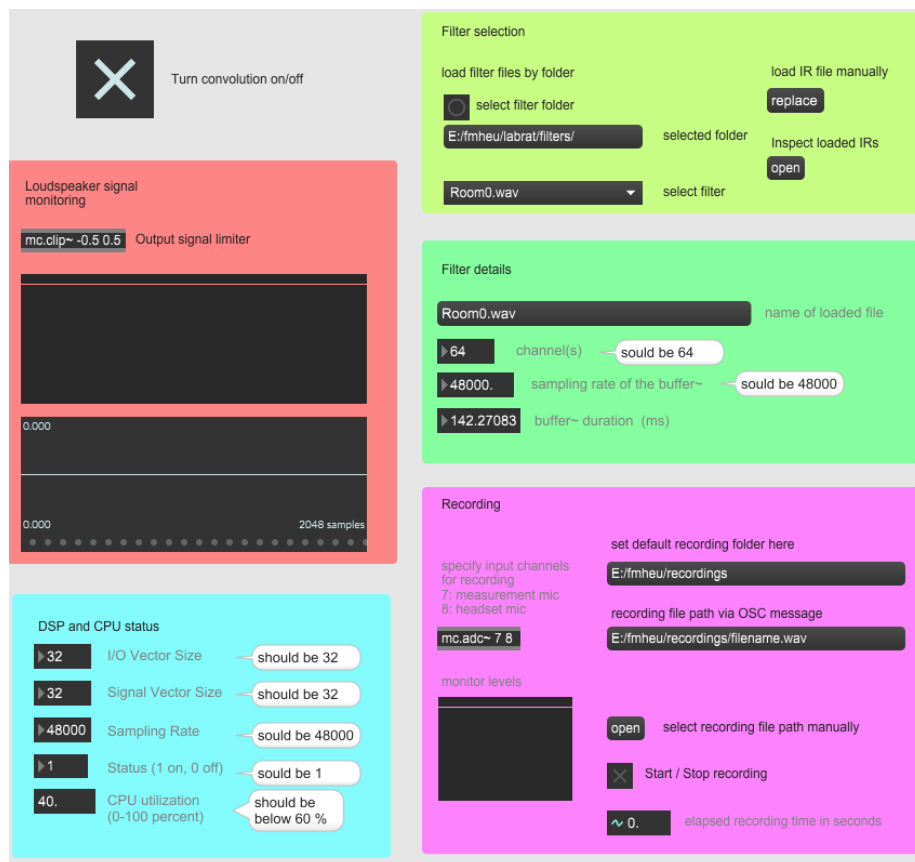 Turn convolution on/off
Filter selection
load filter files by folder
select filter folder
E:/fmheu/labrat/filters/
selected folder
Room0.wav
select filter
load IR file manually
replace
Inspect loaded IRs
open
Loudspeaker signal
monitoring
mc.clip~ -0.5 0.5
Output signal limiter
0.000
0.000
2048 samples
Filter details
Room0.wav
name of loaded file
64
channel(s)
sould be 64
48000.
sampling rate of the buffer~
sould be 48000
142.27083
buffer~ duration (ms)
DSP and CPU status
32
I/O Vector Size
should be 32
32
Signal Vector Size
should be 32
48000
Sampling Rate
sould be 48000
1
Status (1 on, 0 off)
sould be 1
40.
CPU utilization
(0-100 percent)
should be
below 60 %
Recording
specify input channels
for recording
7: measurement mic
8: headset mic
mc.adc~ 7 8
monitor levels
set default recording folder here
E:/fmheu/recordings
recording file path via OSC message
E:/fmheu/recordings/filename.wav
open
select recording file path manually
Start / Stop recording
0.
elapsed recording time in seconds